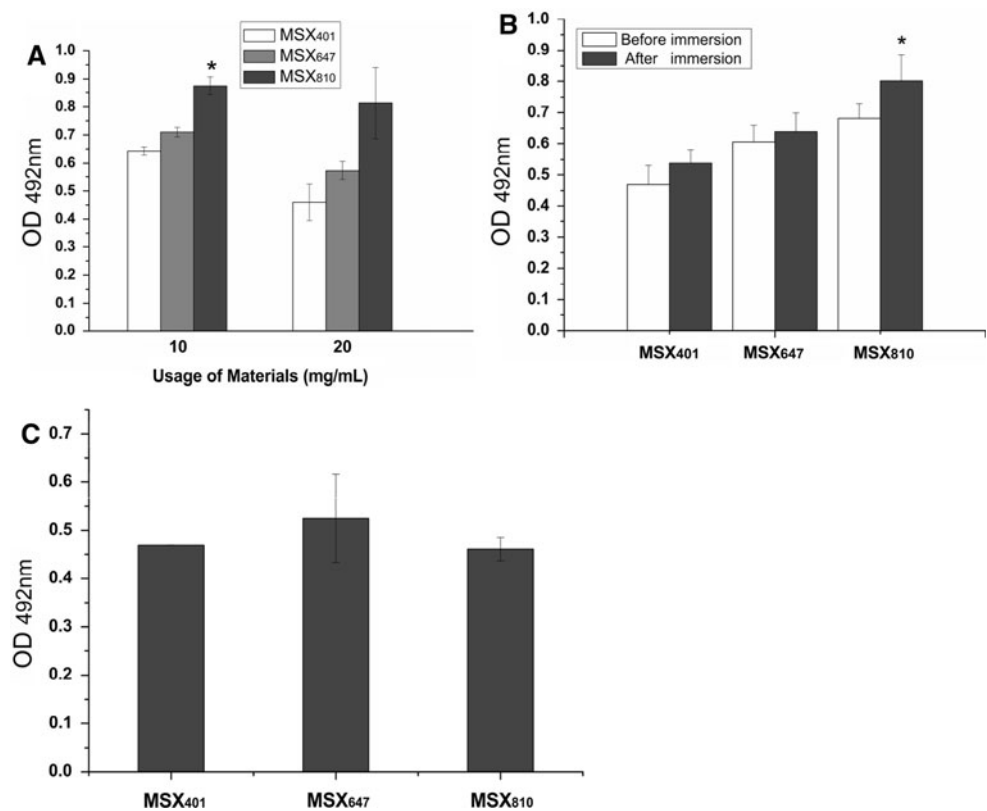 A
MSX401
MSX647
MSX810
*
1.0
0.9
0.8
0.7
0.6
0.5
0.4
0.3
0.2
0.1
0.0
OD 492nm
10 20
Usage of Materials (mg/mL)
B
Before immersion
After immersion
*
1.0
0.9
0.8
0.7
0.6
0.5
0.4
0.3
0.2
0.1
0.0
OD 492nm
MSX401 MSX647 MSX810
C
0.7
0.6
0.5
0.4
0.3
0.2
0.1
0.0
OD 492nm
MSX401 MSX647 MSX810